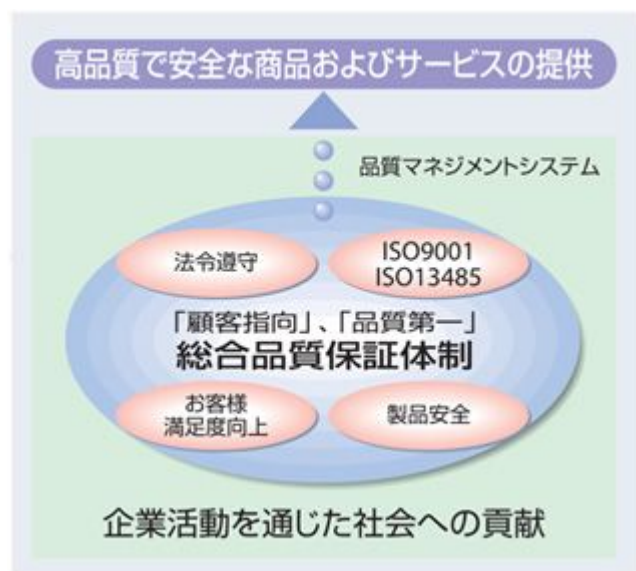 高品質で安全な商品およびサービスの提供
品質マネジメントシステム
法令遵守
ISO9001
ISO13485
「顧客指向」、「品質第一」
総合品質保証体制
お客様
満足度向上
製品安全
企業活動を通じた社会への貢献